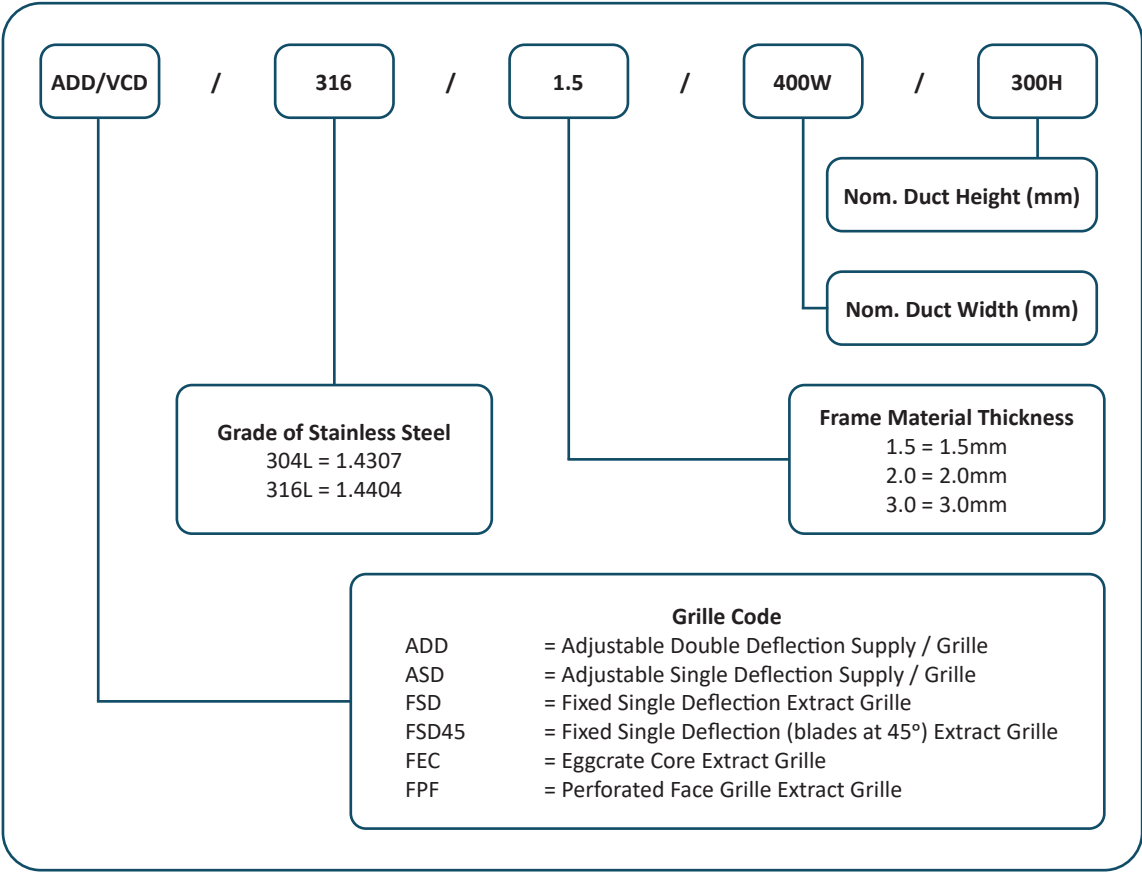 ADD/VCD / 316 / 1.5 / 400W / 300H
Nom. Duct Height (mm)
Nom. Duct Width (mm)
Grade of Stainless Steel
304L = 1.4307
316L = 1.4404
Frame Material Thickness
1.5 = 1.5mm
2.0 = 2.0mm
3.0 = 3.0mm
Grille Code
ADD = Adjustable Double Deflection Supply / Grille
ASD = Adjustable Single Deflection Supply / Grille
FSD = Fixed Single Deflection Extract Grille
FSD45 = Fixed Single Deflection (blades at 45°) Extract Grille
FEC = Eggcrate Core Extract Grille
FPF = Perforated Face Grille Extract Grille